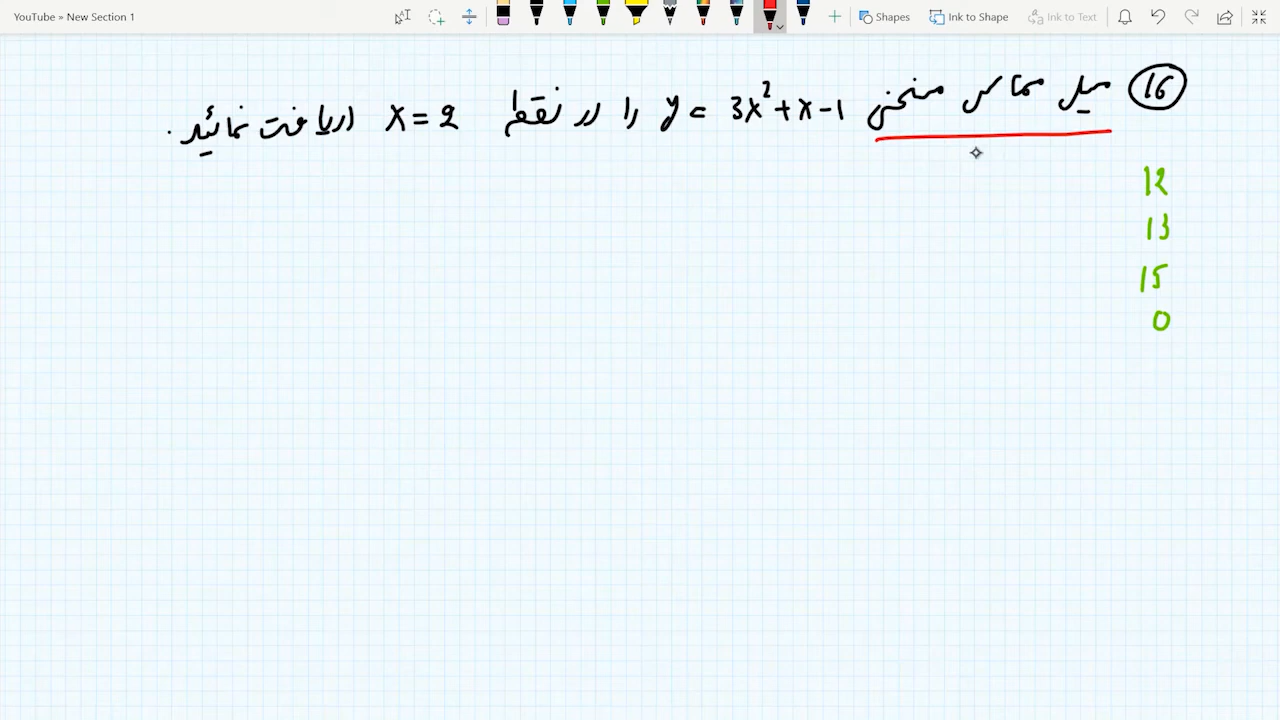 Youtube » New Section 1
Shapes
Ink to Shape
Ink to Text
16 میل مماس منحنی y = 3x²+x-1 را در نقطه x = 2 دریافت نمائید.
12
13
15
0